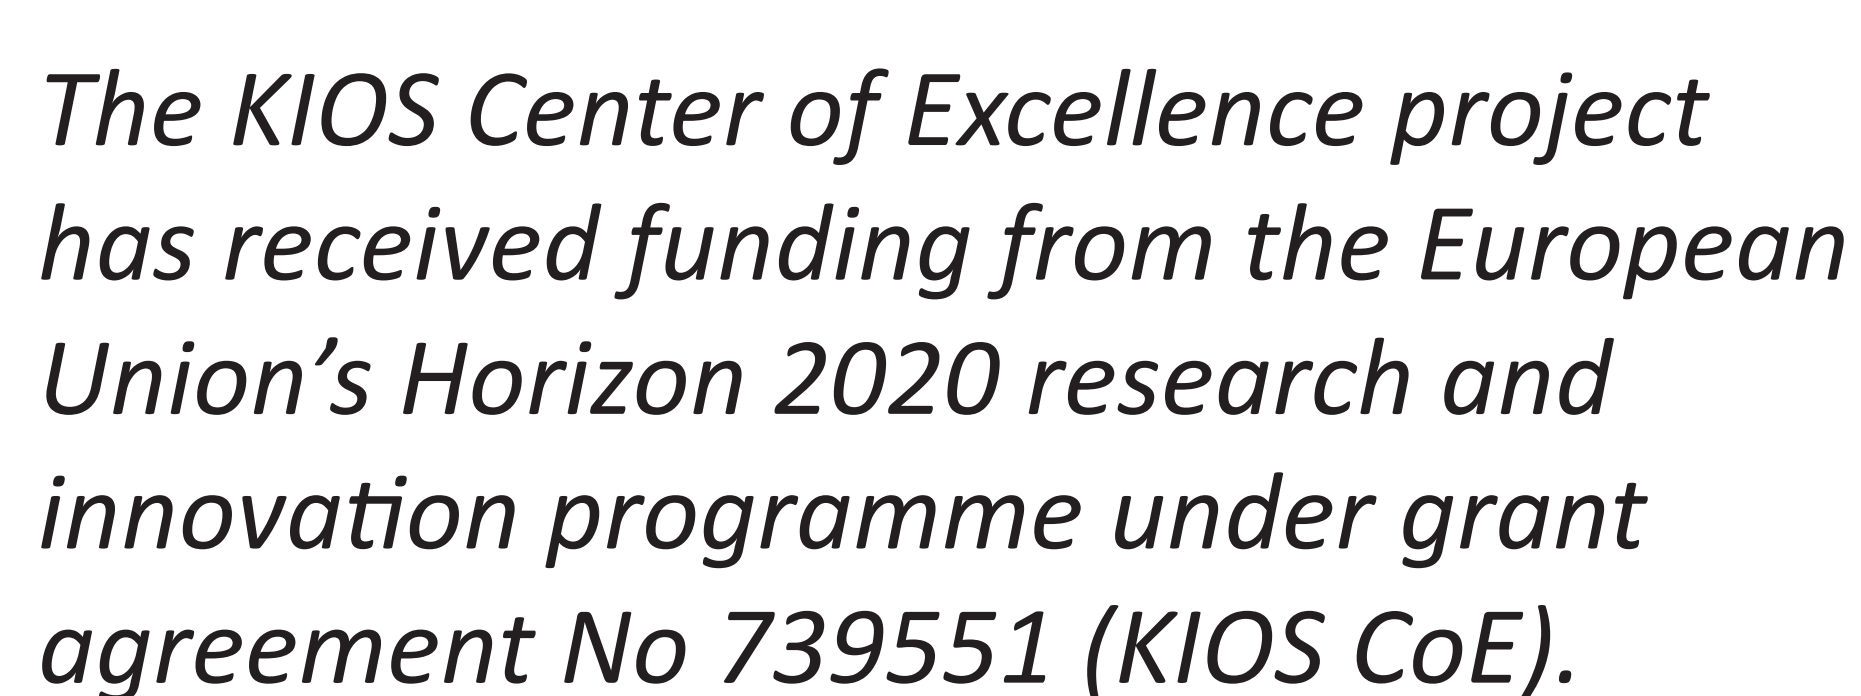 The KIOS Center of Excellence project
has received funding from the European
Union’s Horizon 2020 research and
innovation programme under grant
agreement No 739551 (KIOS CoE).